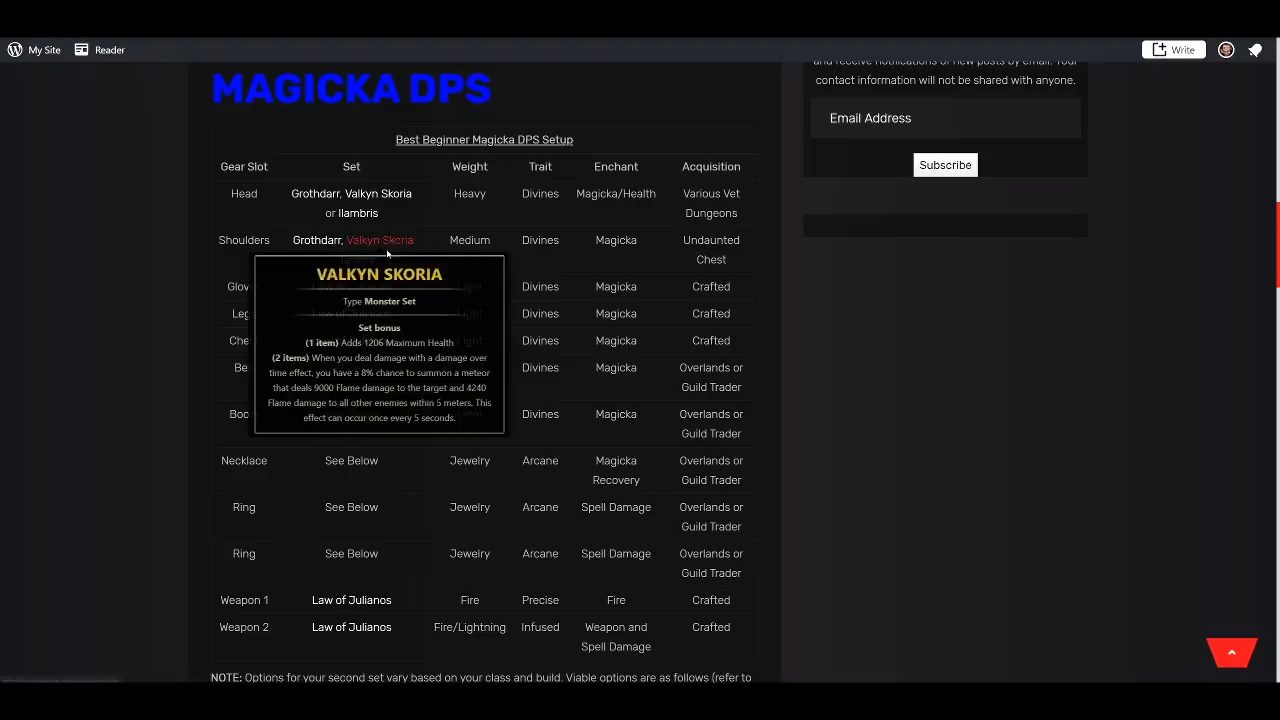 My Site Reader Write
MAGICKA DPS
and receive notifications of new posts by email. Your
contact information will not be shared with anyone.
Email Address
Subscribe
Best Beginner Magicka DPS Setup
Gear Slot Set Weight Trait Enchant Acquisition
Head Grothdarr, Valkyn Skoria Heavy Divines Magicka/Health Various Vet
or Ilambris Dungeons
Shoulders Grothdarr, Valkyn Skoria Medium Divines Magicka Undaunted
Chest
Glov Divines Magicka Crafted
Leg Divines Magicka Crafted
Che Divines Magicka Crafted
Be Divines Magicka Overlands or
Guild Trader
Boo Divines Magicka Overlands or
Guild Trader
VALKYN SKORIA
Type Monster Set
Set bonus
(1 item) Adds 1206 Maximum Health
(2 items) When you deal damage with a damage over
time effect, you have a 8% chance to summon a meteor
that deals 9000 Flame damage to the target and 4240
Flame damage to all other enemies within 5 meters. This
effect can occur once every 5 seconds.
Necklace See Below Jewelry Arcane Magicka Overlands or
Recovery Guild Trader
Ring See Below Jewelry Arcane Spell Damage Overlands or
Guild Trader
Ring See Below Jewelry Arcane Spell Damage Overlands or
Guild Trader
Weapon 1 Law of Julianos Fire Precise Fire Crafted
Weapon 2 Law of Julianos Fire/Lightning Infused Weapon and Crafted
Spell Damage
NOTE: Options for your second set vary based on your class and build. Viable options are as follows (refer to